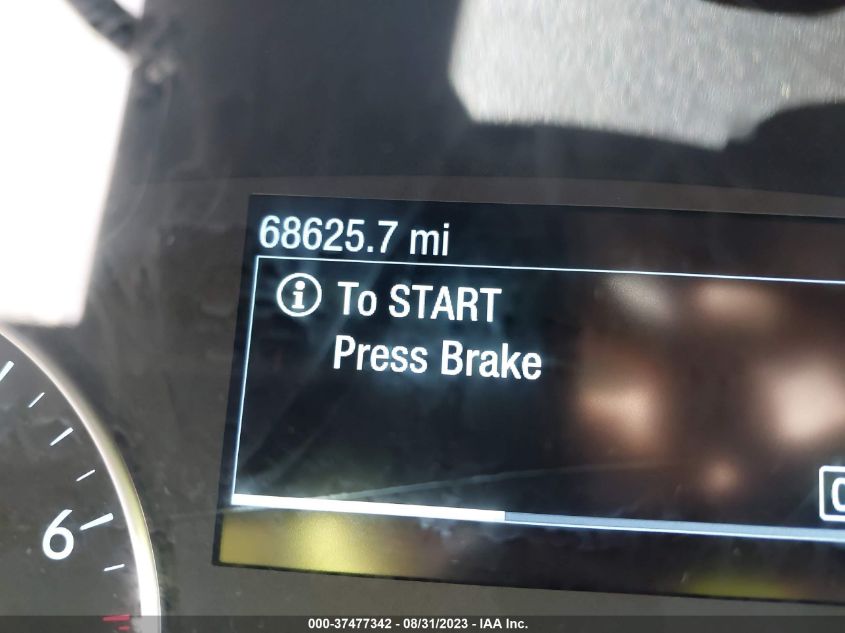 68625.7 mi
To START
Press Brake
6
000-37477342 / 08/31/2023 - IAA Inc.